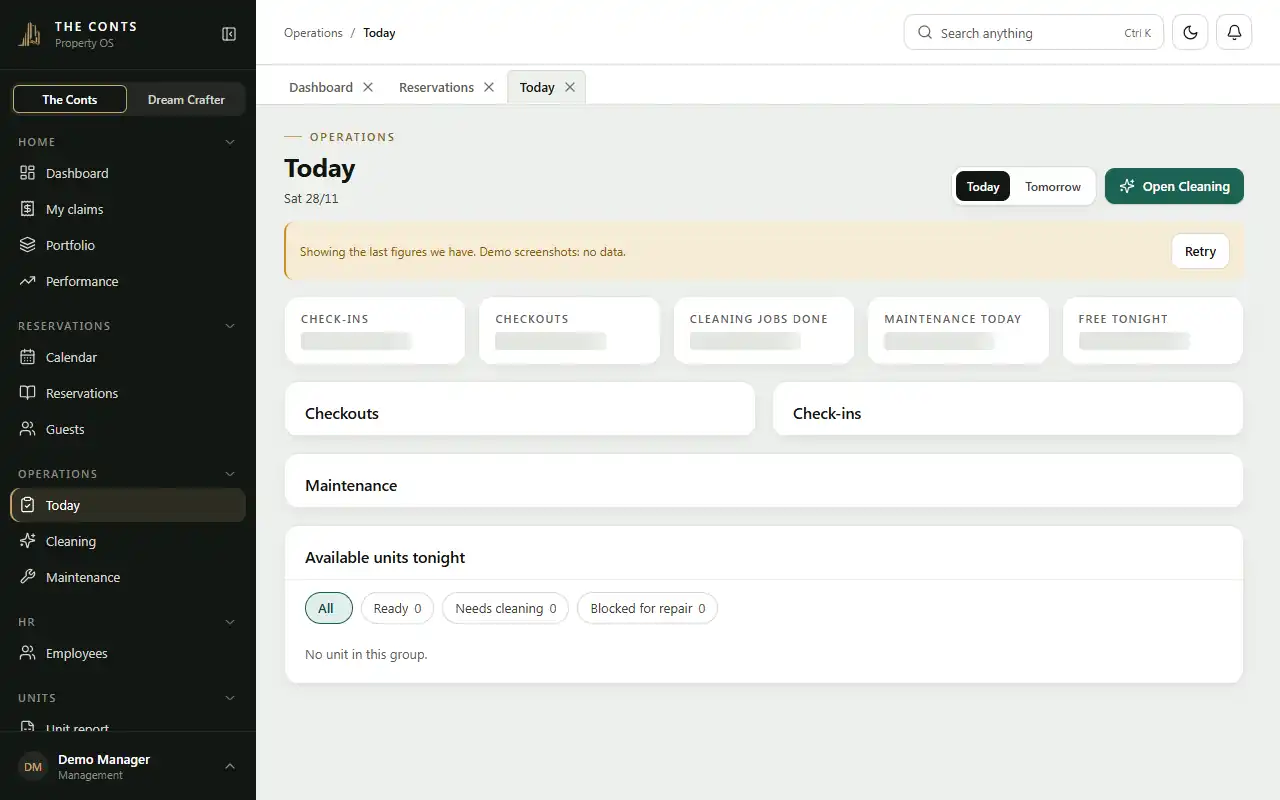 THE CONTS
Property OS
The Conts
Dream Crafter
HOME
Dashboard
My claims
Portfolio
Performance
RESERVATIONS
Calendar
Reservations
Guests
OPERATIONS
Today
Cleaning
Maintenance
HR
Employees
UNITS
Unit report
DM
Demo Manager
Management
Operations / Today
Search anything
Ctrl K
Dashboard
Reservations
Today
OPERATIONS
Today
Sat 28/11
Today
Tomorrow
Open Cleaning
Showing the last figures we have. Demo screenshots: no data.
Retry
CHECK-INS
CHECKOUTS
CLEANING JOBS DONE
MAINTENANCE TODAY
FREE TONIGHT
Checkouts
Check-ins
Maintenance
Available units tonight
All
Ready 0
Needs cleaning 0
Blocked for repair 0
No unit in this group.